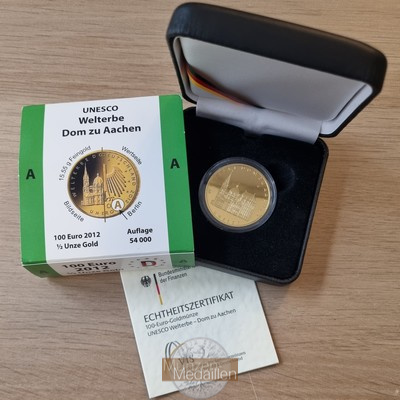 UNESCO
Welterbe
Dom zu Aachen
A
A
15,55 g Feingold
Wertseite
Bildseite
Berlin
A
100 Euro 2012
½ Unze Gold
Auflage
54 000
100 Euro
2012
der Finanzen
ECHTHEITSZERTIFIKAT
100-Euro-Goldmünze
UNESCO Welterbe – Dom zu Aachen
Münzen
Medaillen